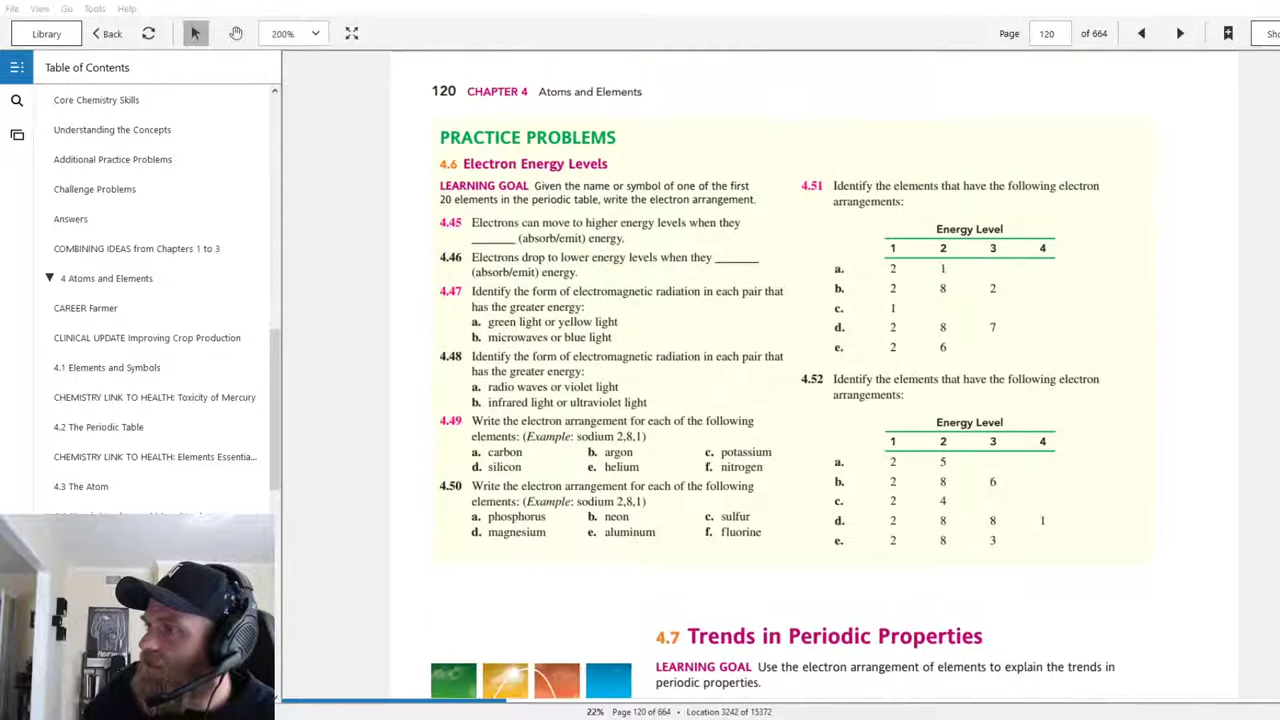 File View Go Tools Help
Library Back 200% Page 120 of 664 Sho
Table of Contents
Core Chemistry Skills
Understanding the Concepts
Additional Practice Problems
Challenge Problems
Answers
COMBINING IDEAS from Chapters 1 to 3
4 Atoms and Elements
CAREER Farmer
CLINICAL UPDATE Improving Crop Production
4.1 Elements and Symbols
CHEMISTRY LINK TO HEALTH: Toxicity of Mercury
4.2 The Periodic Table
CHEMISTRY LINK TO HEALTH: Elements Essentia...
4.3 The Atom
120 CHAPTER 4 Atoms and Elements
PRACTICE PROBLEMS
4.6 Electron Energy Levels
LEARNING GOAL Given the name or symbol of one of the first
20 elements in the periodic table, write the electron arrangement.
4.45 Electrons can move to higher energy levels when they
_______ (absorb/emit) energy.
4.46 Electrons drop to lower energy levels when they _______
(absorb/emit) energy.
4.47 Identify the form of electromagnetic radiation in each pair that
has the greater energy:
a. green light or yellow light
b. microwaves or blue light
4.48 Identify the form of electromagnetic radiation in each pair that
has the greater energy:
a. radio waves or violet light
b. infrared light or ultraviolet light
4.49 Write the electron arrangement for each of the following
elements: (Example: sodium 2,8,1)
a. carbon b. argon c. potassium
d. silicon e. helium f. nitrogen
4.50 Write the electron arrangement for each of the following
elements: (Example: sodium 2,8,1)
a. phosphorus b. neon c. sulfur
d. magnesium e. aluminum f. fluorine
4.51 Identify the elements that have the following electron
arrangements:
Energy Level
1 2 3 4
a. 2 1
b. 2 8 2
c. 1
d. 2 8 7
e. 2 6
4.52 Identify the elements that have the following electron
arrangements:
Energy Level
1 2 3 4
a. 2 5
b. 2 8 6
c. 2 4
d. 2 8 8 1
e. 2 8 3
4.7 Trends in Periodic Properties
LEARNING GOAL Use the electron arrangement of elements to explain the trends in
periodic properties.
22% Page 120 of 664 • Location 3242 of 15372